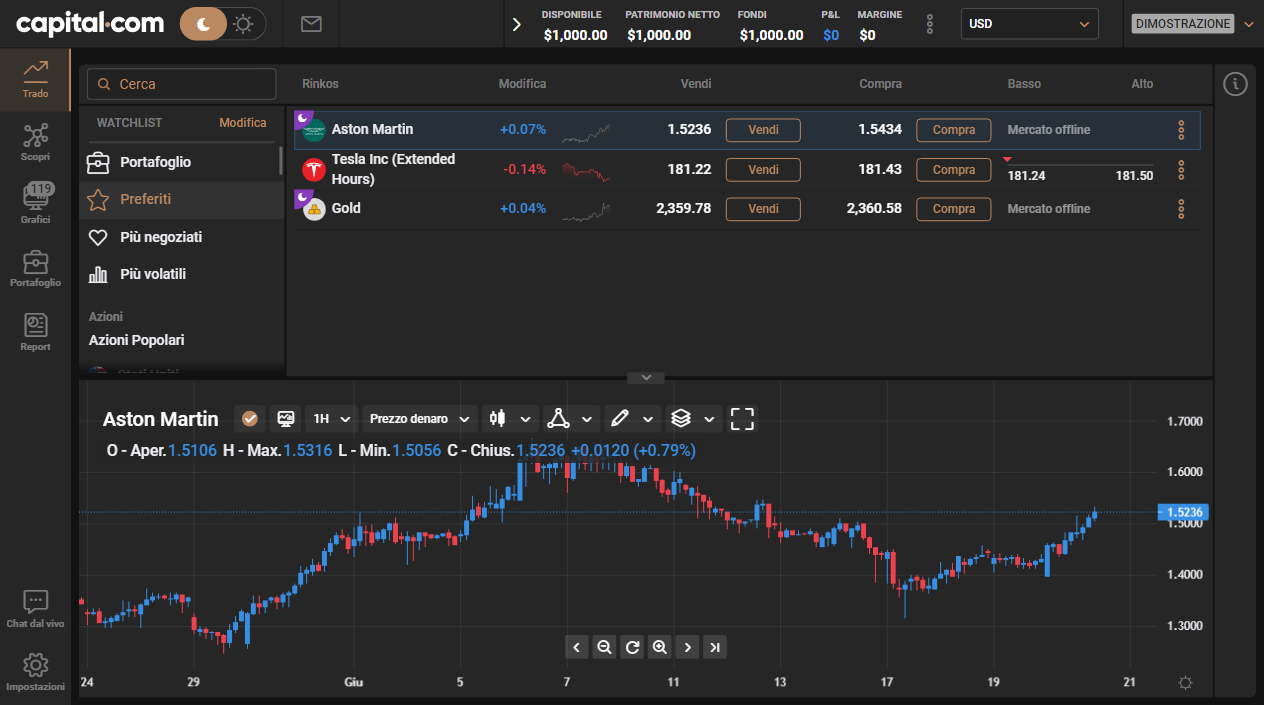 capital.com
DISPONIBILE PATRIMONIO NETTO FONDI P&L MARGINE
$1,000.00 $1,000.00 $1,000.00 $0 $0
USD
DIMOSTRAZIONE
Trado
Scopri
119
Grafici
Portafoglio
Report
Chat dal vivo
Impostazioni
Cerca
WATCHLIST Modifica
Portafoglio
Preferiti
Più negoziati
Più volatili
Azioni
Azioni Popolari
Stati Uniti
Rinkos Modifica Vendi Compra Basso Alto
Aston Martin +0.07% 1.5236 Vendi 1.5434 Compra Mercato offline
Tesla Inc (Extended
Hours) -0.14% 181.22 Vendi 181.43 Compra 181.24 181.50
Gold +0.04% 2,359.78 Vendi 2,360.58 Compra Mercato offline
Aston Martin 1H Prezzo denaro
O - Aper. 1.5106 H - Max. 1.5316 L - Min. 1.5056 C - Chius. 1.5236 +0.0120 (+0.79%)
1.7000
1.6000
1.5236
1.5000
1.4000
1.3000
24 29 Giu 5 7 11 13 17 19 21